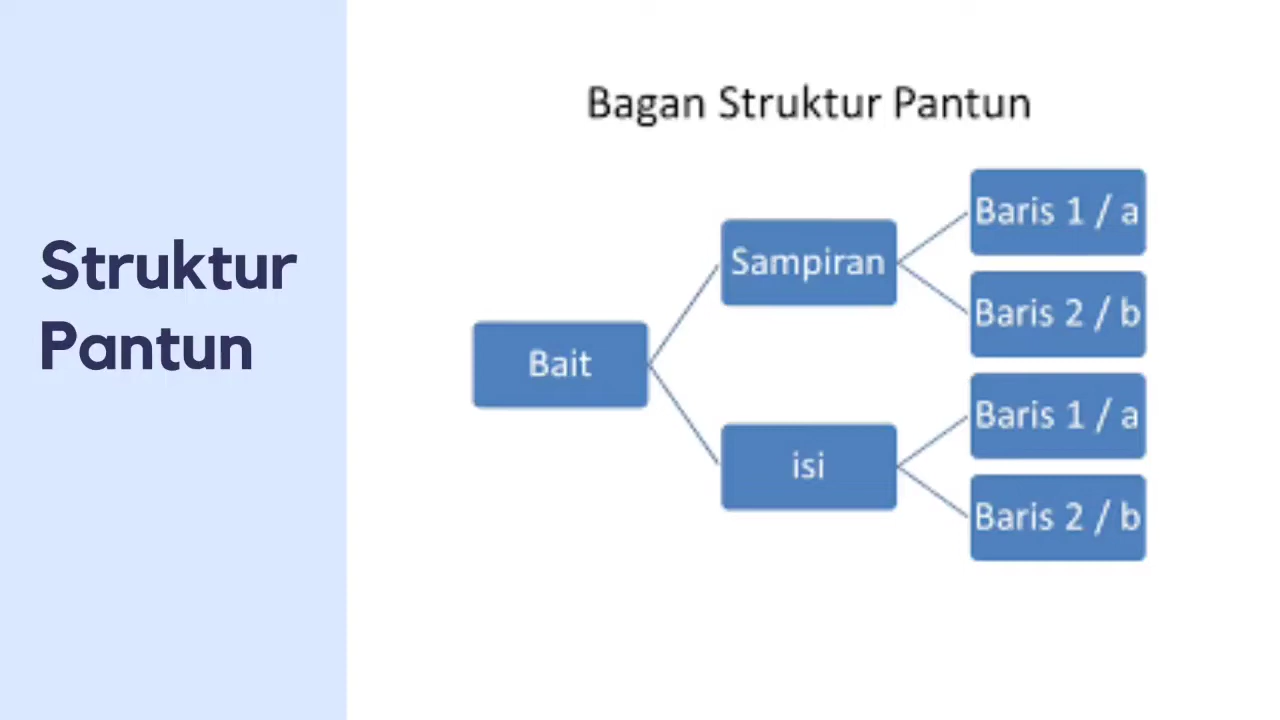 Struktur
Pantun
Bagan Struktur Pantun
Bait
Sampiran
Baris 1 / a
Baris 2 / b
isi
Baris 1 / a
Baris 2 / b